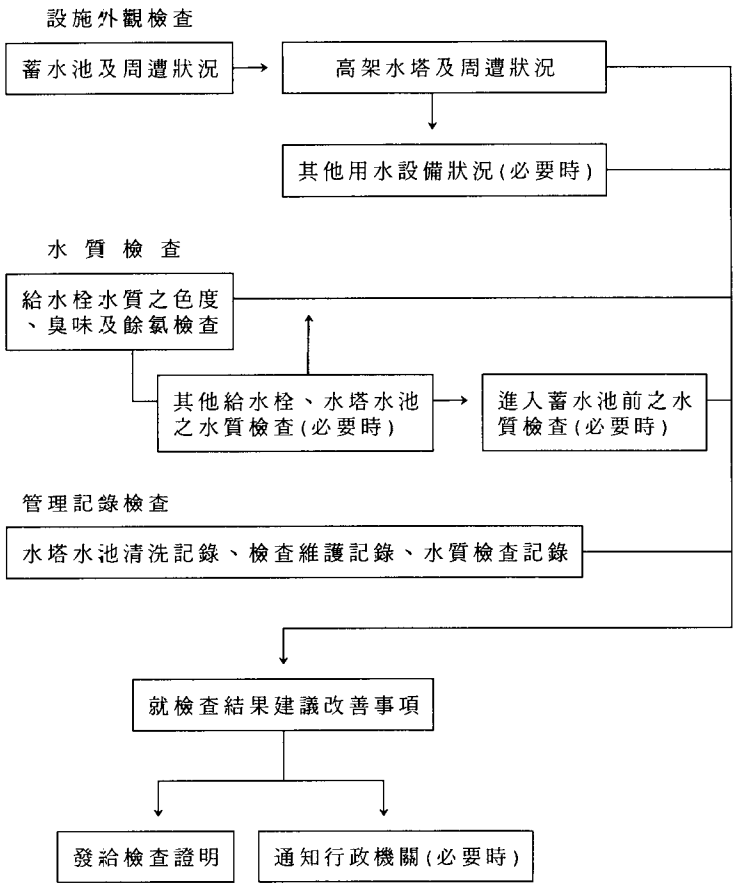 設施外觀檢查
蓄水池及周遭狀況
高架水塔及周遭狀況
其他用水設備狀況(必要時)
水質檢查
給水栓水質之色度
、臭味及餘氯檢查
其他給水栓、水塔水池
之水質檢查(必要時)
進入蓄水池前之水
質檢查(必要時)
管理記錄檢查
水塔水池清洗記錄、檢查維護記錄、水質檢查記錄
就檢查結果建議改善事項
發給檢查證明
通知行政機關(必要時)